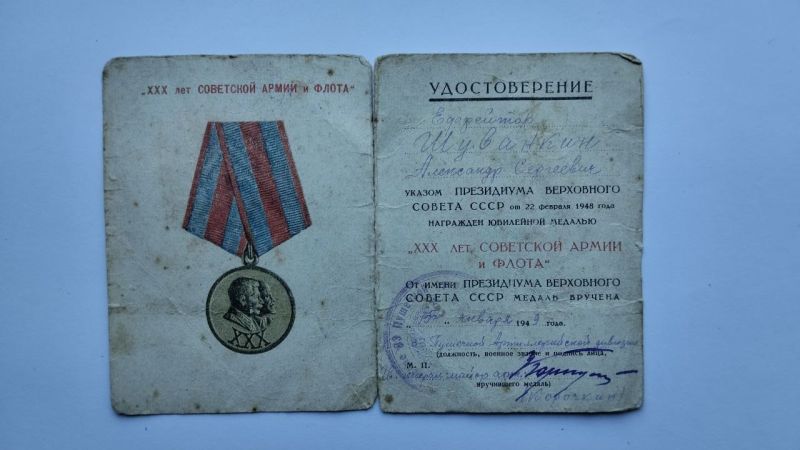 „XXX лет СОВЕТСКОЙ АРМИИ и ФЛОТА“
XXX
УДОСТОВЕРЕНИЕ
Ефрейтор
Шуванкин
Александр Сергеевич
указом ПРЕЗИДИУМА ВЕРХОВНОГО
СОВЕТА СССР от 22 февраля 1948 года
НАГРАЖДЕН ЮБИЛЕЙНОЙ МЕДАЛЬЮ
„XXX лет СОВЕТСКОЙ АРМИИ
и ФЛОТА“
От имени ПРЕЗИДИУМА ВЕРХОВНОГО
СОВЕТА СССР МЕДАЛЬ ВРУЧЕНА
января 1949 года.
Пушечной Артиллерийской дивизии
(должность, военное звание и подпись лица,
М. П.
вручившего медаль)